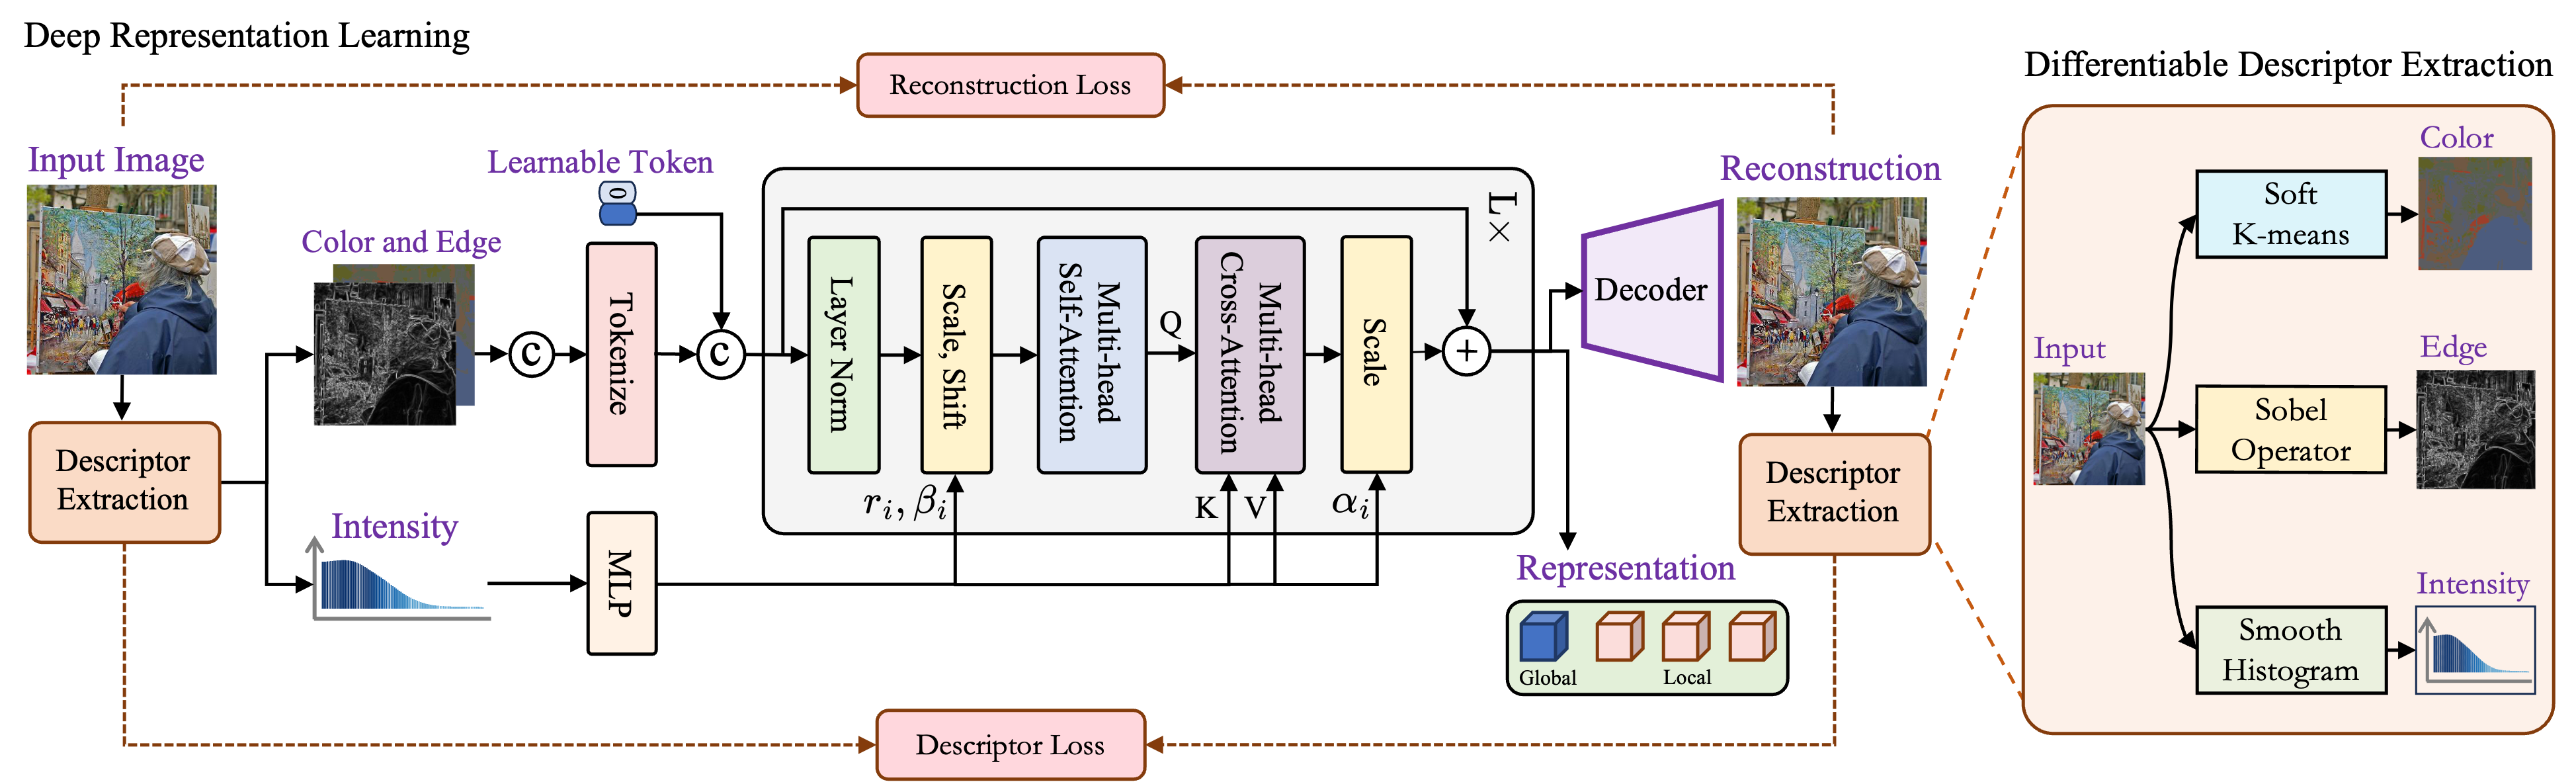 Deep Representation Learning
Reconstruction Loss
Differentiable Descriptor Extraction
Input Image
Learnable Token
0
Color and Edge
C
Tokenize
C
Layer Norm
Scale, Shift
Multi-head
Self-Attention
Q
Multi-head
Cross-Attention
Scale
+
L×
Decoder
Reconstruction
Descriptor
Extraction
Intensity
MLP
r_i, β_i
K
V
α_i
Representation
Global
Local
Descriptor
Extraction
Descriptor Loss
Input
Soft
K-means
Color
Sobel
Operator
Edge
Smooth
Histogram
Intensity